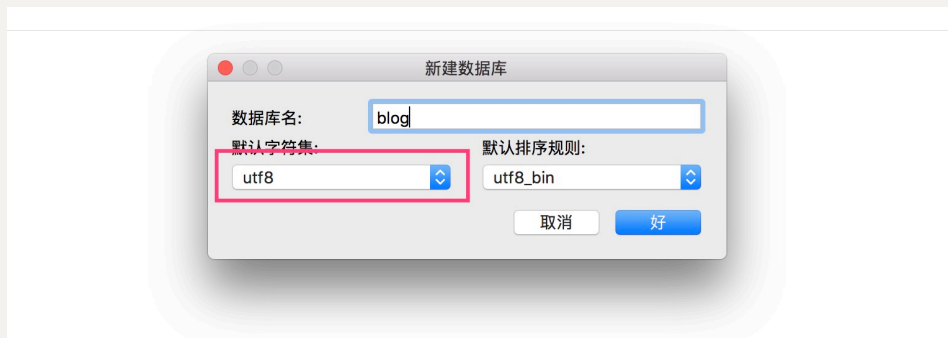 新建数据库
数据库名: blog
默认字符集: 默认排序规则:
utf8 utf8_bin
取消 好